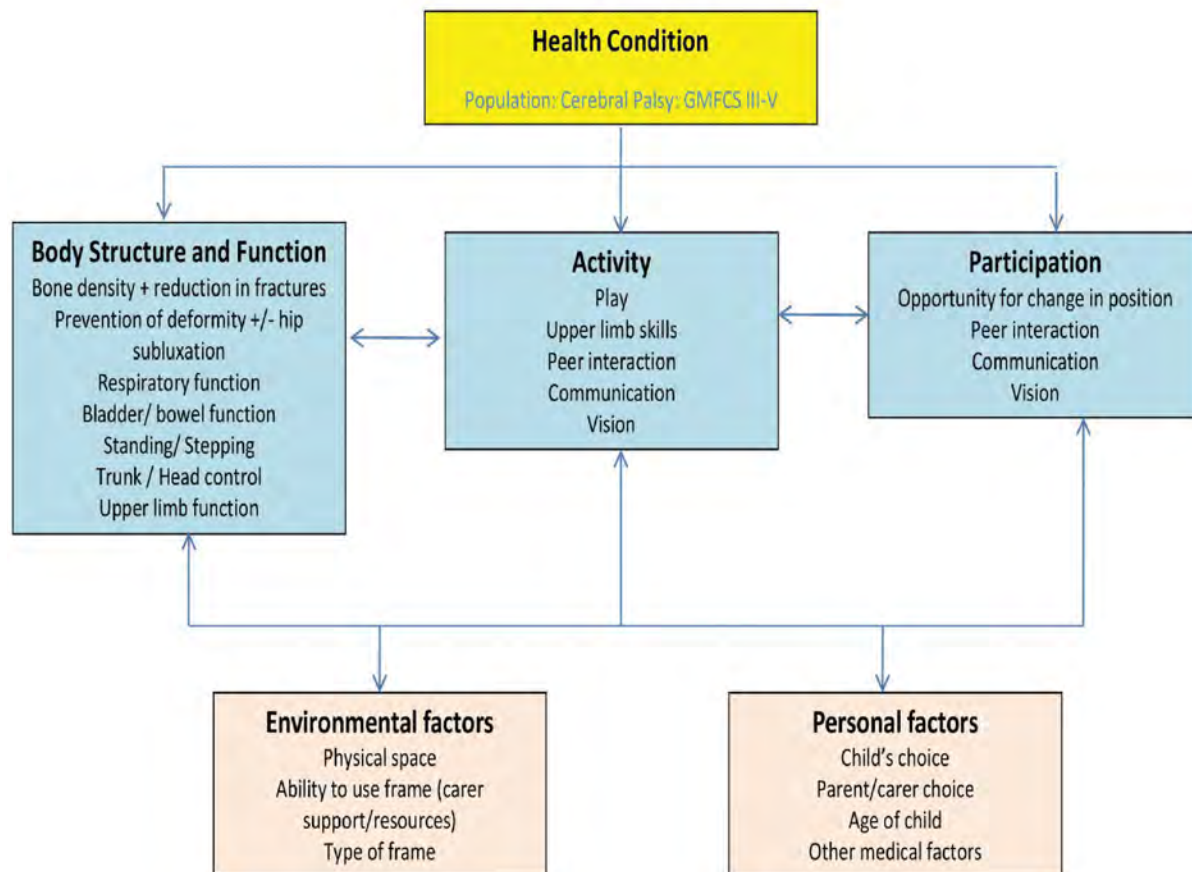 Health Condition
Population: Cerebral Palsy: GMFCS III-V
Body Structure and Function
Bone density + reduction in fractures
Prevention of deformity +/- hip
subluxation
Respiratory function
Bladder/ bowel function
Standing/ Stepping
Trunk / Head control
Upper limb function
Activity
Play
Upper limb skills
Peer interaction
Communication
Vision
Participation
Opportunity for change in position
Peer interaction
Communication
Vision
Environmental factors
Physical space
Ability to use frame (carer
support/resources)
Type of frame
Personal factors
Child's choice
Parent/carer choice
Age of child
Other medical factors